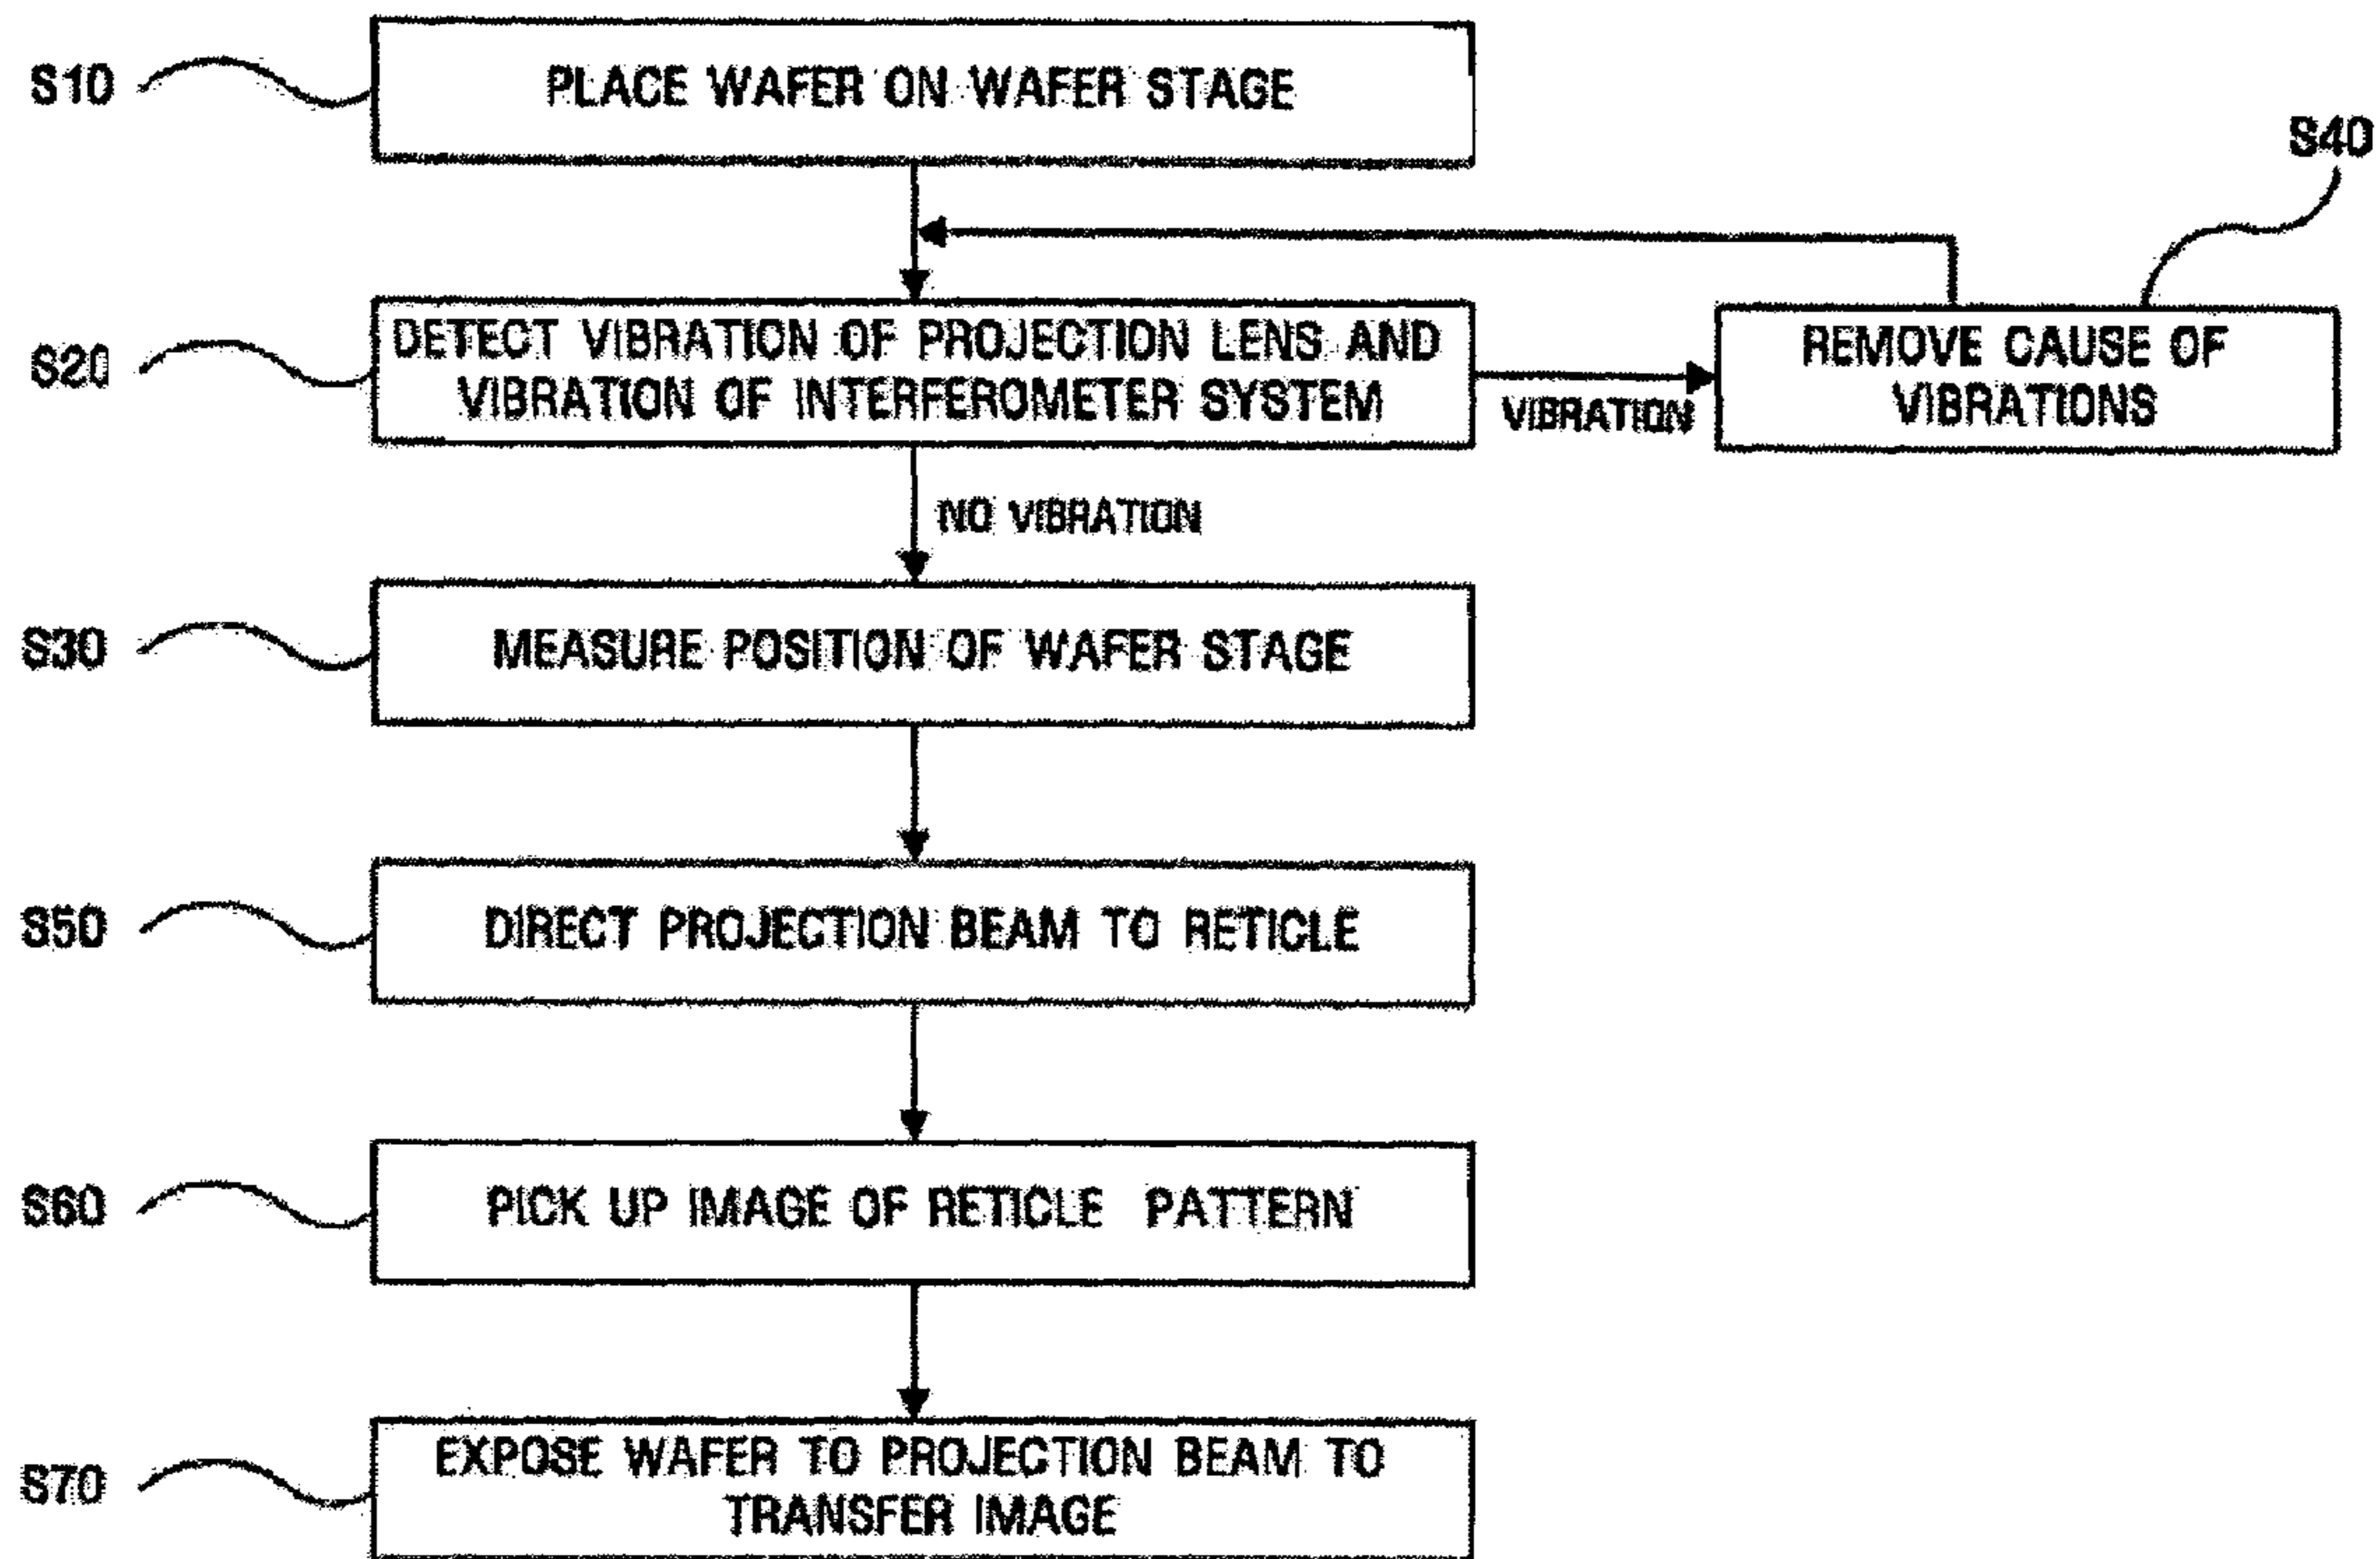 S10
PLACE WAFER ON WAFER STAGE
S40
S20
DETECT VIBRATION OF PROJECTION LENS AND
VIBRATION OF INTERFEROMETER SYSTEM
VIBRATION
REMOVE CAUSE OF
VIBRATIONS
NO VIBRATION
S30
MEASURE POSITION OF WAFER STAGE
S50
DIRECT PROJECTION BEAM TO RETICLE
S60
PICK UP IMAGE OF RETICLE PATTERN
S70
EXPOSE WAFER TO PROJECTION BEAM TO
TRANSFER IMAGE